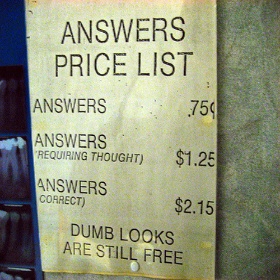 ANSWERS
PRICE LIST
ANSWERS .75¢
ANSWERS
(REQUIRING THOUGHT) $1.25
ANSWERS
(CORRECT) $2.15
DUMB LOOKS
ARE STILL FREE